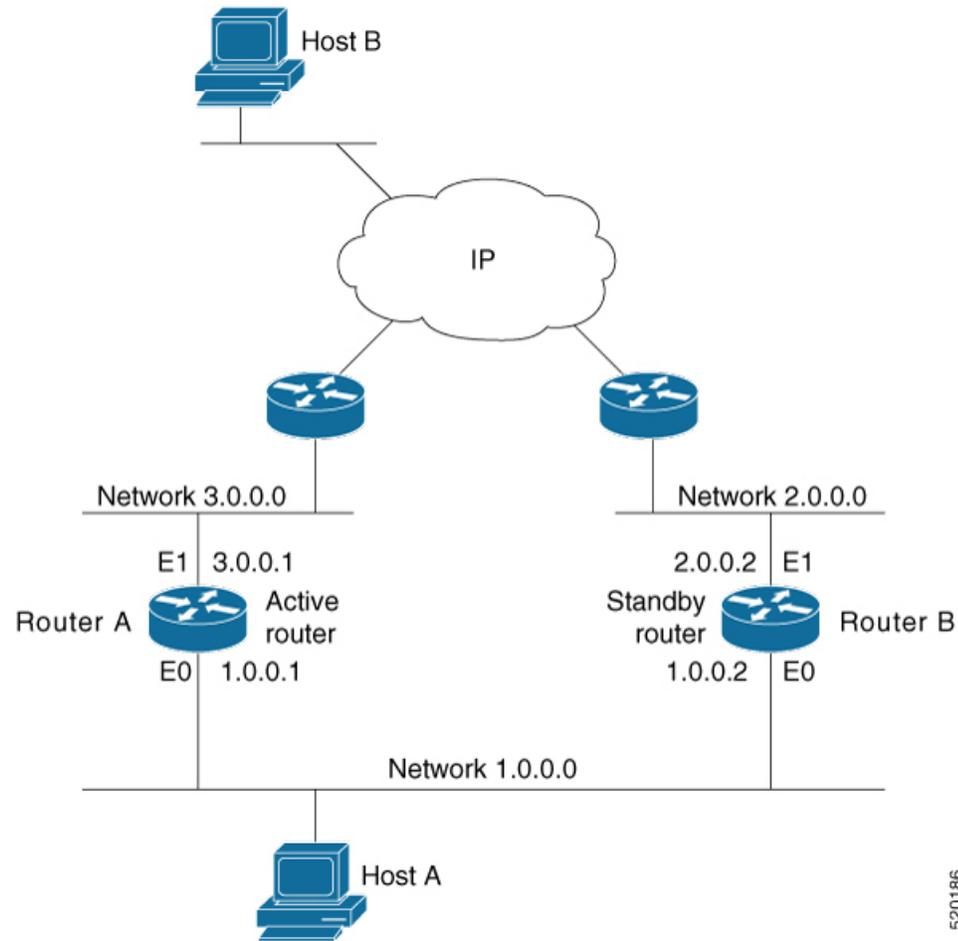 Host B
IP
Network 3.0.0.0
Network 2.0.0.0
E1 3.0.0.1
2.0.0.2 E1
Router A
Active
router
Standby
router
Router B
E0 1.0.0.1
1.0.0.2 E0
Network 1.0.0.0
Host A
520186